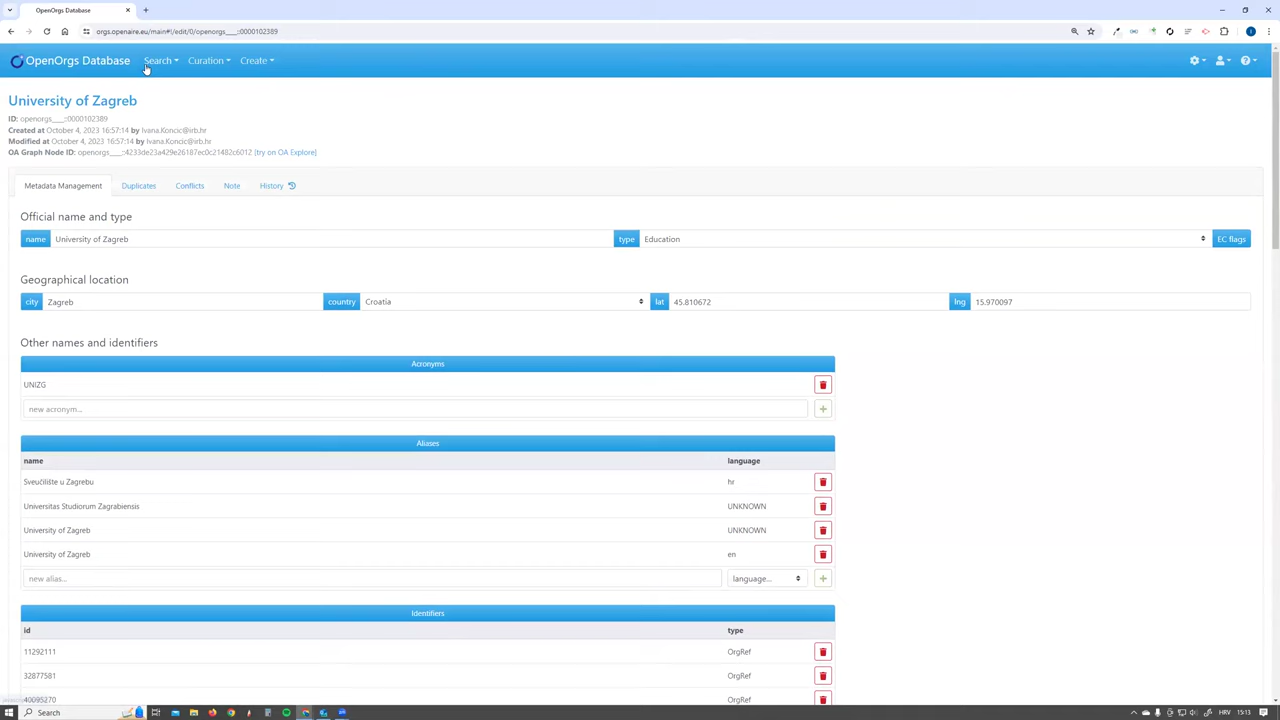 OpenOrgs Database
orgs.openaire.eu/main#!/edit/0/openorgs____::0000102389
OpenOrgs Database Search Curation Create
University of Zagreb
ID: openorgs____::0000102389
Created at October 4, 2023 16:57:14 by Ivana.Koncic@irb.hr
Modified at October 4, 2023 16:57:14 by Ivana.Koncic@irb.hr
OA Graph Node ID: openorgs____::4233de23a429e26187ec0c21482c6012 [try on OA Explore]
Metadata Management Duplicates Conflicts Note History
Official name and type
name University of Zagreb type Education EC flags
Geographical location
city Zagreb country Croatia lat 45.810672 lng 15.970097
Other names and identifiers
Acronyms
UNIZG
new acronym...
Aliases
name language
Sveučilište u Zagrebu hr
Universitas Studiorum Zagrabiensis UNKNOWN
University of Zagreb UNKNOWN
University of Zagreb en
new alias... language...
Identifiers
id type
11292111 OrgRef
32877581 OrgRef
40095270 OrgRef
Search HRV 15:13